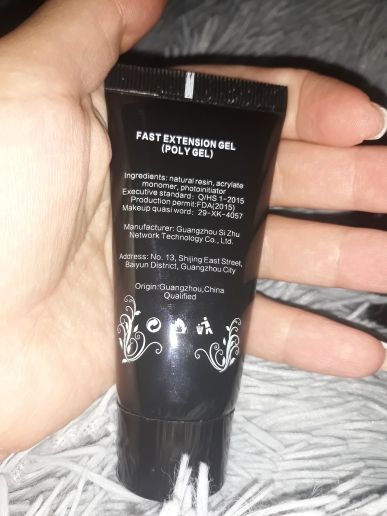 FAST EXTENSION GEL
(POLY GEL)
Ingredients: natural resin, acrylate
monomer, photoinitiator
Executive standard: Q/HS 1-2015
Production permit:FDA(2015)
Makeup quasi word: 29-XK-4057
Manufacturer: Guangzhou Si Zhu
Network Technology Co., Ltd.
Address: No. 13, Shijing East Street,
Baiyun District, Guangzhou City
Origin:Guangzhou,China
Qualified